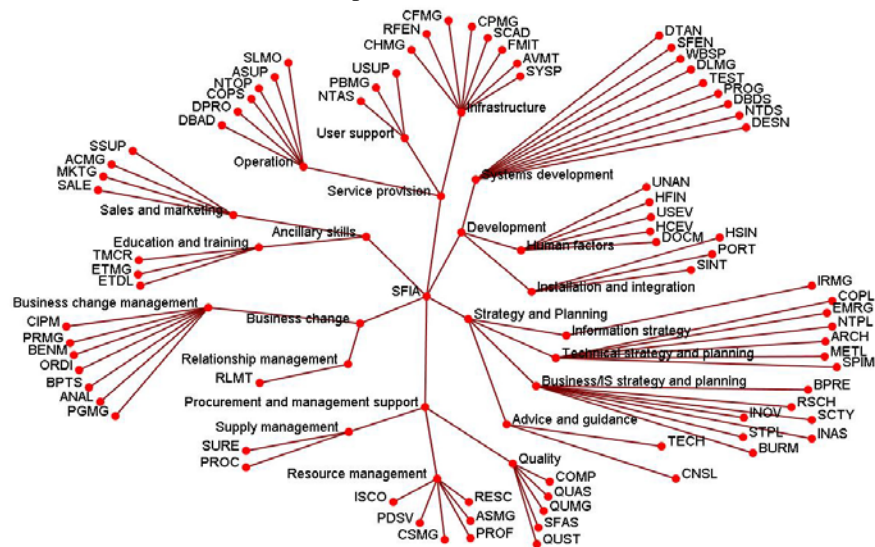 CFMG
CPMG
RFEN
SCAD
CHMG
FMIT
AVMT
SYSP
Infrastructure
SLMO
ASUP
NTOP
COPS
DPRO
DBAD
Operation
USUP
PBMG
NTAS
User support
Service provision
DTAN
SFEN
WBSP
DLMG
TEST
PROG
DBDS
NTDS
DESN
Systems development
SSUP
ACMG
MKTG
SALE
Sales and marketing
Education and training
TMCR
ETMG
ETDL
Ancillary skills
Development
UNAN
HFIN
USEV
HCEV
DOCM
Human factors
HSIN
PORT
SINT
Installation and integration
SFIA
Business change management
CIPM
PRMG
BENM
ORDI
BPTS
ANAL
PGMG
Business change
Relationship management
RLMT
Strategy and Planning
IRMG
Information strategy
COPL
EMRG
NTPL
ARCH
METL
SPIM
Technical strategy and planning
Business/IS strategy and planning
BPRE
RSCH
SCTY
INOV
INAS
STPL
BURM
Advice and guidance
TECH
CNSL
Procurement and management support
Supply management
SURE
PROC
Resource management
ISCO
PDSV
CSMG
RESC
ASMG
PROF
Quality
COMP
QUAS
QUMG
SFAS
QUST